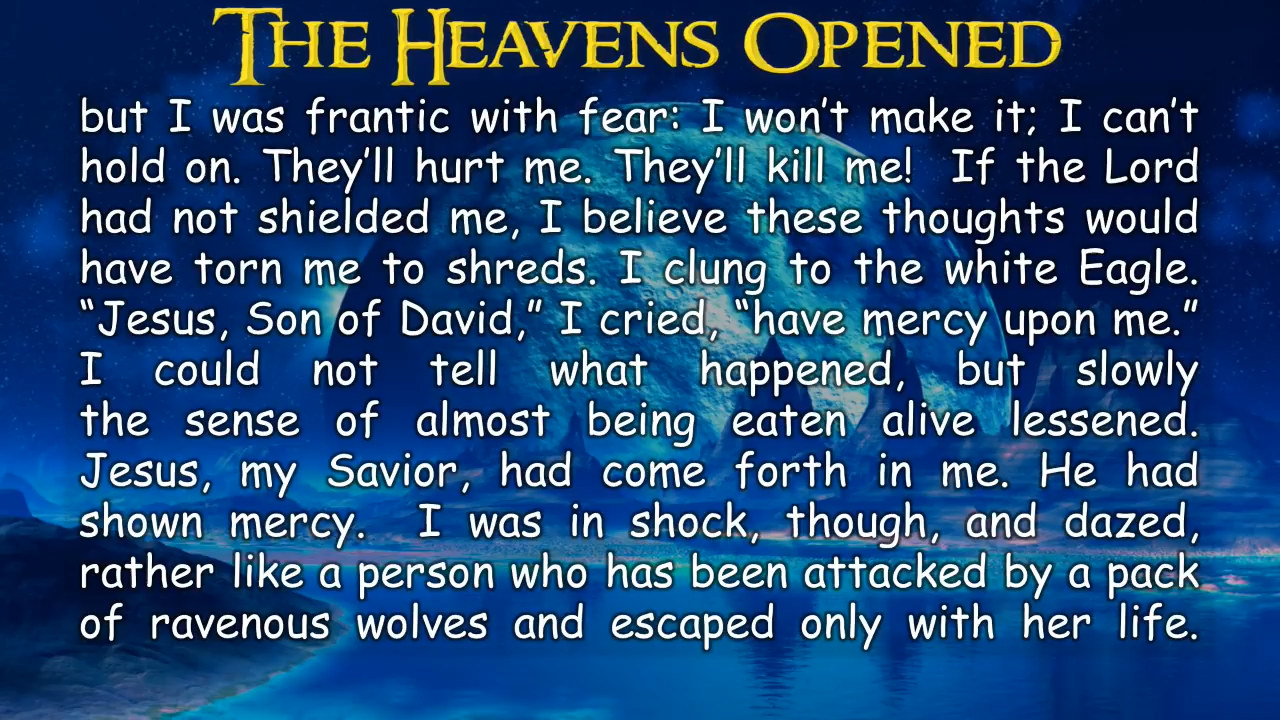 THE HEAVENS OPENED
but I was frantic with fear: I won’t make it; I can’t
hold on. They’ll hurt me. They’ll kill me!  If the Lord
had not shielded me, I believe these thoughts would
have torn me to shreds. I clung to the white Eagle.
“Jesus, Son of David,” I cried, “have mercy upon me.”
I could not tell what happened, but slowly
the sense of almost being eaten alive lessened.
Jesus, my Savior, had come forth in me. He had
shown mercy.  I was in shock, though, and dazed,
rather like a person who has been attacked by a pack
of ravenous wolves and escaped only with her life.